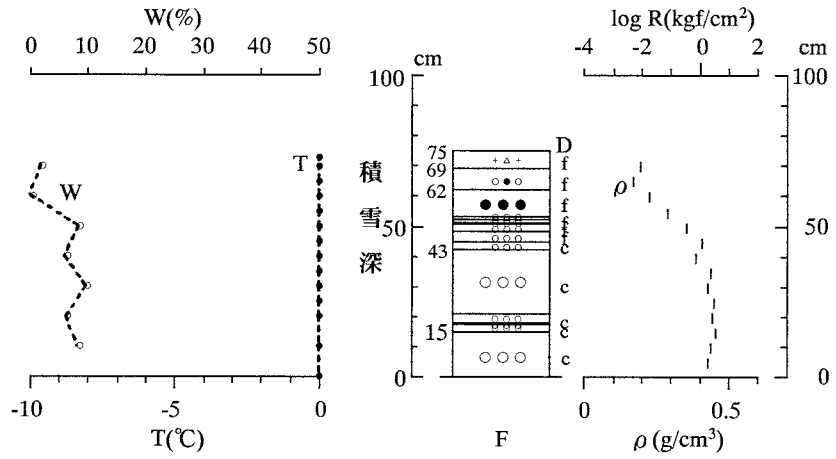 W(%)
0 10 20 30 40 50
cm
100
T
W
-10 -5 0
T(℃)
積雪深
50
0
75
69
62
43
15
D
f
f
f
f
f
f
c
c
c
c
c
F
log R(kgf/cm²)
-4 -2 0 2
cm
100
ρ
50
0
0 0.5
ρ (g/cm³)